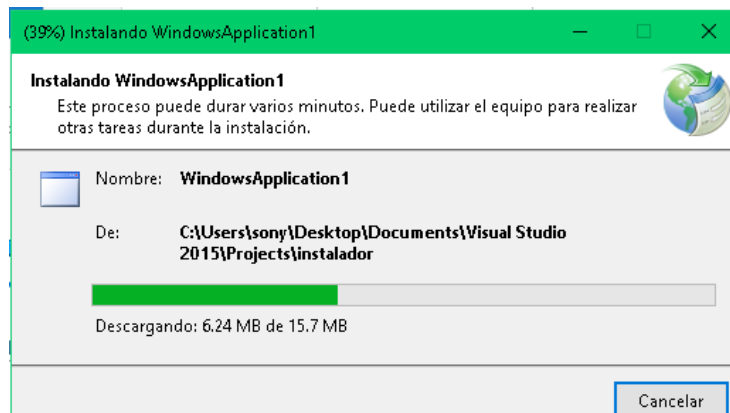 (39%) Instalando WindowsApplication1
Instalando WindowsApplication1
Este proceso puede durar varios minutos. Puede utilizar el equipo para realizar
otras tareas durante la instalación.
Nombre: WindowsApplication1
De: C:\Users\sony\Desktop\Documents\Visual Studio
2015\Projects\instalador
Descargando: 6.24 MB de 15.7 MB
Cancelar